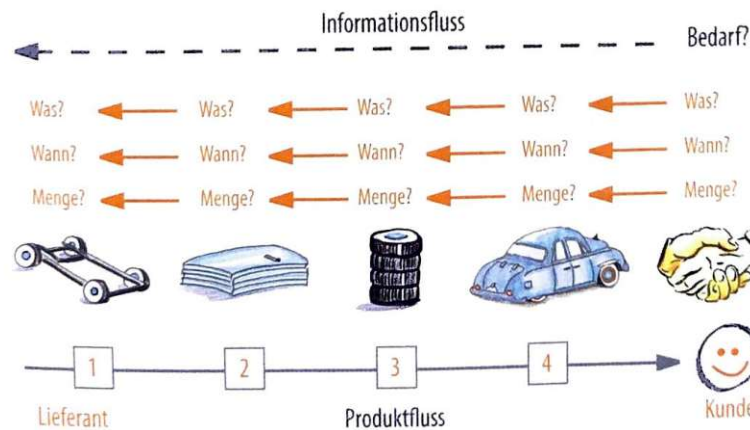 Informationsfluss
Bedarf?
Was? Was? Was? Was? Was?
Wann? Wann? Wann? Wann? Wann?
Menge? Menge? Menge? Menge? Menge?
1 2 3 4
Lieferant Produktfluss Kunde